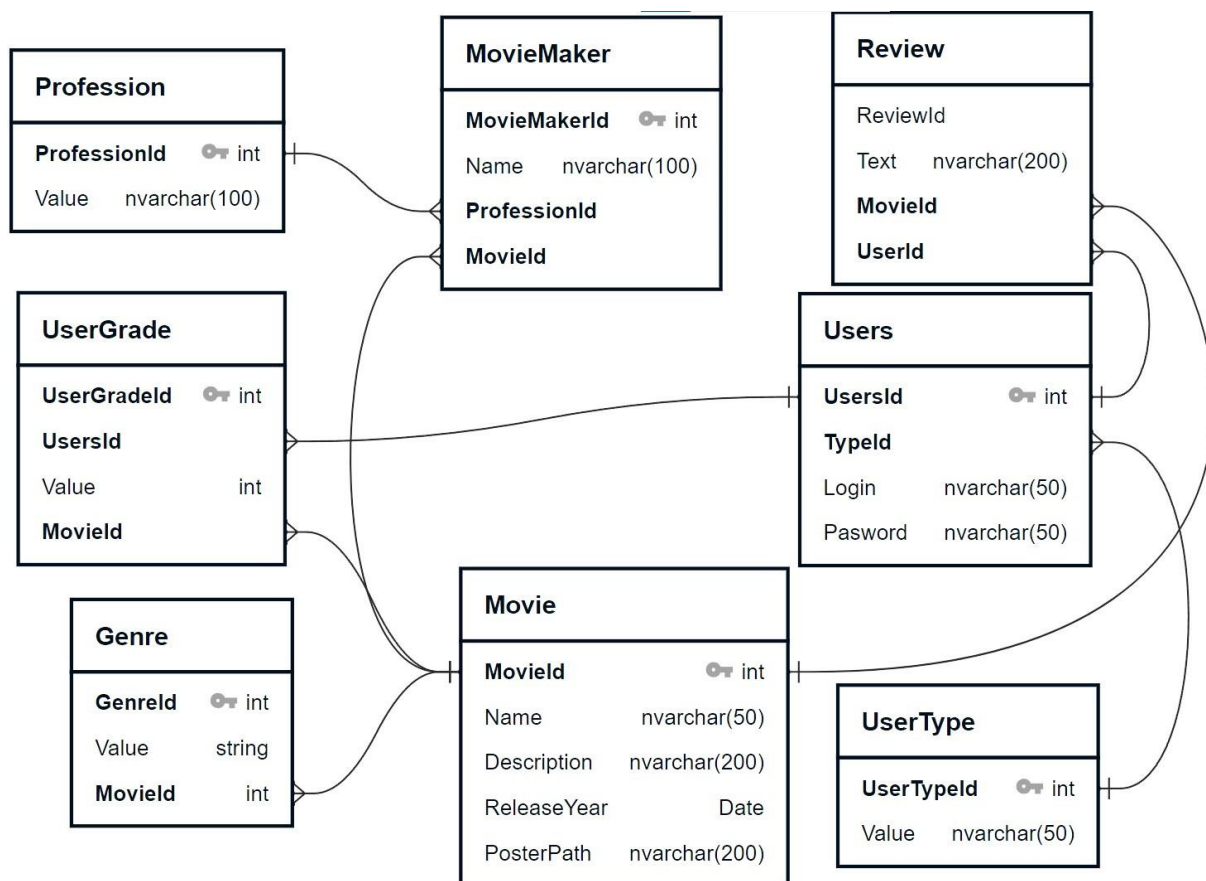 Profession
ProfessionId int
Value nvarchar(100)
MovieMaker
MovieMakerId int
Name nvarchar(100)
ProfessionId
MovieId
Review
ReviewId
Text nvarchar(200)
MovieId
UserId
UserGrade
UserGradeId int
UsersId
Value int
MovieId
Users
UsersId int
TypeId
Login nvarchar(50)
Pasword nvarchar(50)
Genre
GenreId int
Value string
MovieId int
Movie
MovieId int
Name nvarchar(50)
Description nvarchar(200)
ReleaseYear Date
PosterPath nvarchar(200)
UserType
UserTypeId int
Value nvarchar(50)